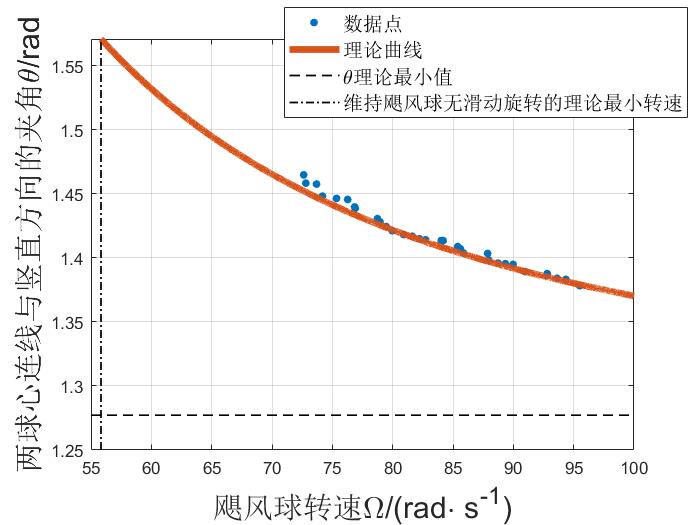 数据点
理论曲线
θ理论最小值
维持飓风球无滑动旋转的理论最小转速
两球心连线与竖直方向的夹角θ/rad
1.55
1.5
1.45
1.4
1.35
1.3
1.25
55 60 65 70 75 80 85 90 95 100
飓风球转速Ω/(rad· s⁻¹)